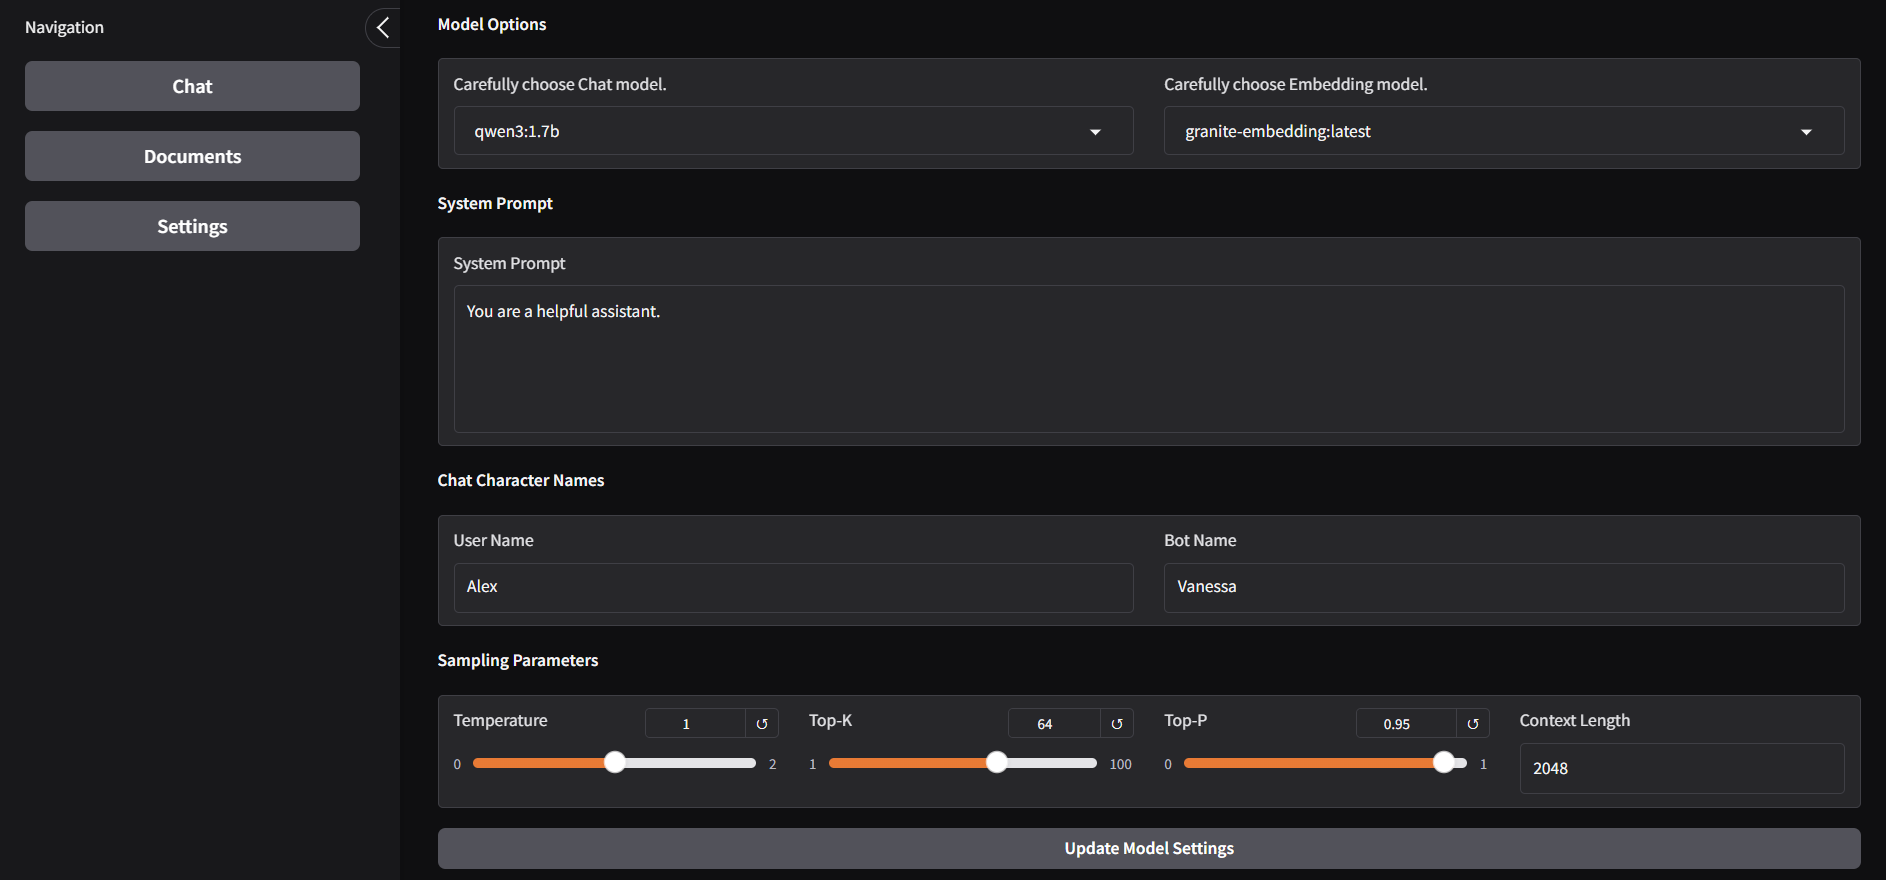 Navigation
Chat
Documents
Settings
Model Options
Carefully choose Chat model.
qwen3:1.7b
Carefully choose Embedding model.
granite-embedding:latest
System Prompt
System Prompt
You are a helpful assistant.
Chat Character Names
User Name
Alex
Bot Name
Vanessa
Sampling Parameters
Temperature
1
0
2
Top-K
64
1
100
Top-P
0.95
0
1
Context Length
2048
Update Model Settings